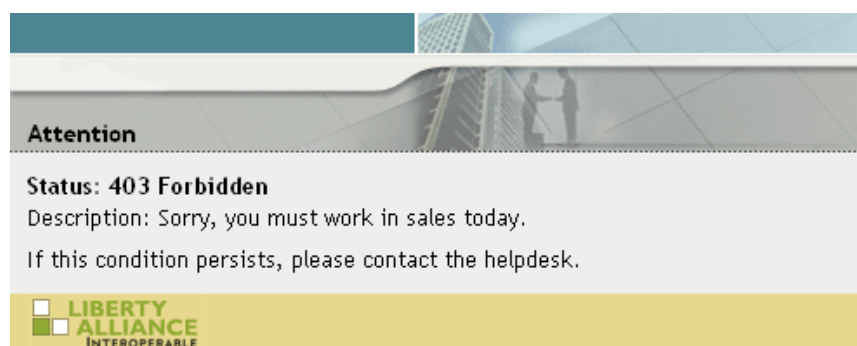 Attention
Status: 403 Forbidden
Description: Sorry, you must work in sales today.
If this condition persists, please contact the helpdesk.
LIBERTY
ALLIANCE
INTEROPERABLE